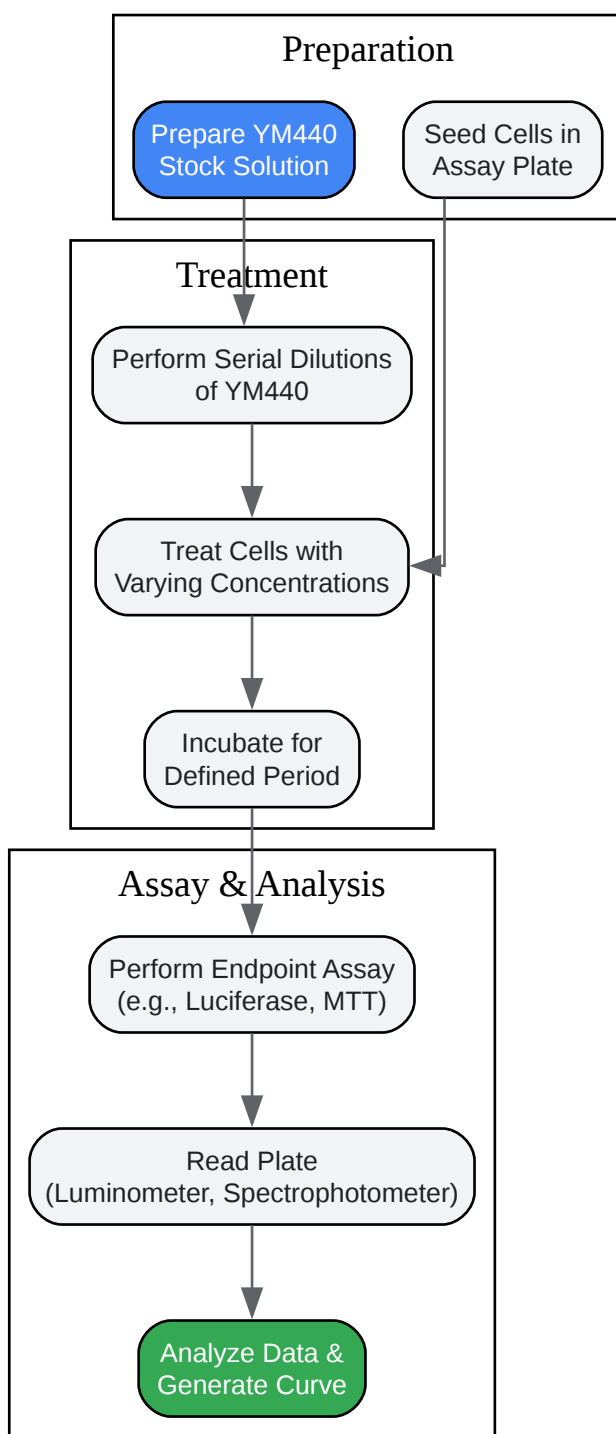 Preparation
Prepare YM440
Stock Solution
Seed Cells in
Assay Plate
Treatment
Perform Serial Dilutions
of YM440
Treat Cells with
Varying Concentrations
Incubate for
Defined Period
Assay & Analysis
Perform Endpoint Assay
(e.g., Luciferase, MTT)
Read Plate
(Luminometer, Spectrophotometer)
Analyze Data &
Generate Curve